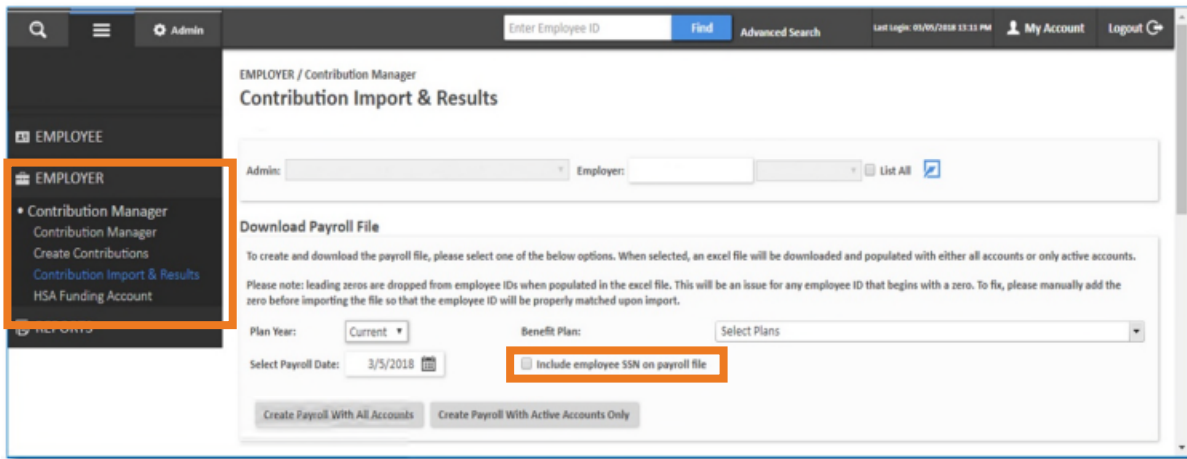 Admin
Enter Employee ID
Find
Advanced Search
Last Login: 03/05/2018 13:11 PM
My Account
Logout
EMPLOYEE
EMPLOYER
• Contribution Manager
Contribution Manager
Create Contributions
Contribution Import & Results
HSA Funding Account
REPORTS
EMPLOYER / Contribution Manager
Contribution Import & Results
Admin:
Employer:
List All
Download Payroll File
To create and download the payroll file, please select one of the below options. When selected, an excel file will be downloaded and populated with either all accounts or only active accounts.
Please note: leading zeros are dropped from employee IDs when populated in the excel file. This will be an issue for any employee ID that begins with a zero. To fix, please manually add the
zero before importing the file so that the employee ID will be properly matched upon import.
Plan Year: Current
Benefit Plan: Select Plans
Select Payroll Date: 3/5/2018
Include employee SSN on payroll file
Create Payroll With All Accounts
Create Payroll With Active Accounts Only